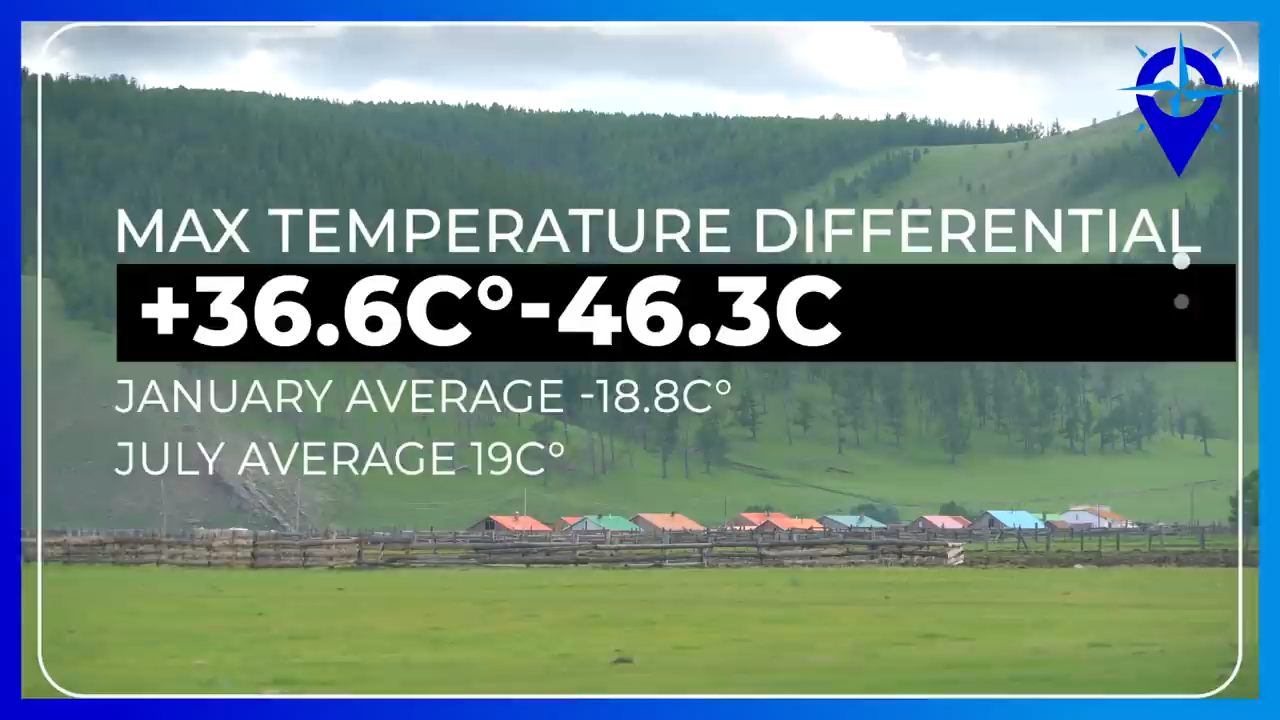 MAX TEMPERATURE DIFFERENTIAL
+36.6C°-46.3C
JANUARY AVERAGE -18.8C°
JULY AVERAGE 19C°